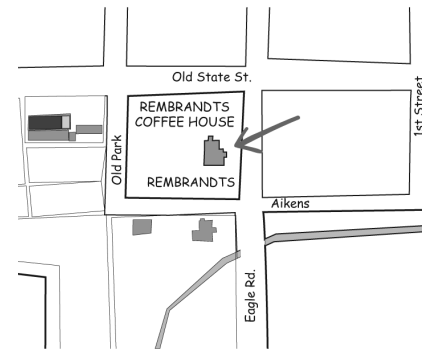 Old State St.
1st Street
REMBRANDTS
COFFEE HOUSE
Old Park
REMBRANDTS
Aikens
Eagle Rd.